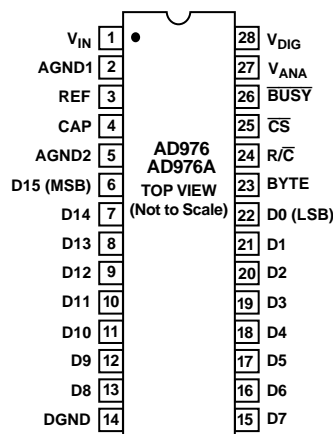 VIN 1 28 VDIG
AGND1 2 27 VANA
REF 3 26 BUSY
CAP 4 25 CS
AGND2 5 24 R/C
D15 (MSB) 6 23 BYTE
D14 7 22 D0 (LSB)
D13 8 21 D1
D12 9 20 D2
D11 10 19 D3
D10 11 18 D4
D9 12 17 D5
D8 13 16 D6
DGND 14 15 D7
AD976
AD976A
TOP VIEW
(Not to Scale)